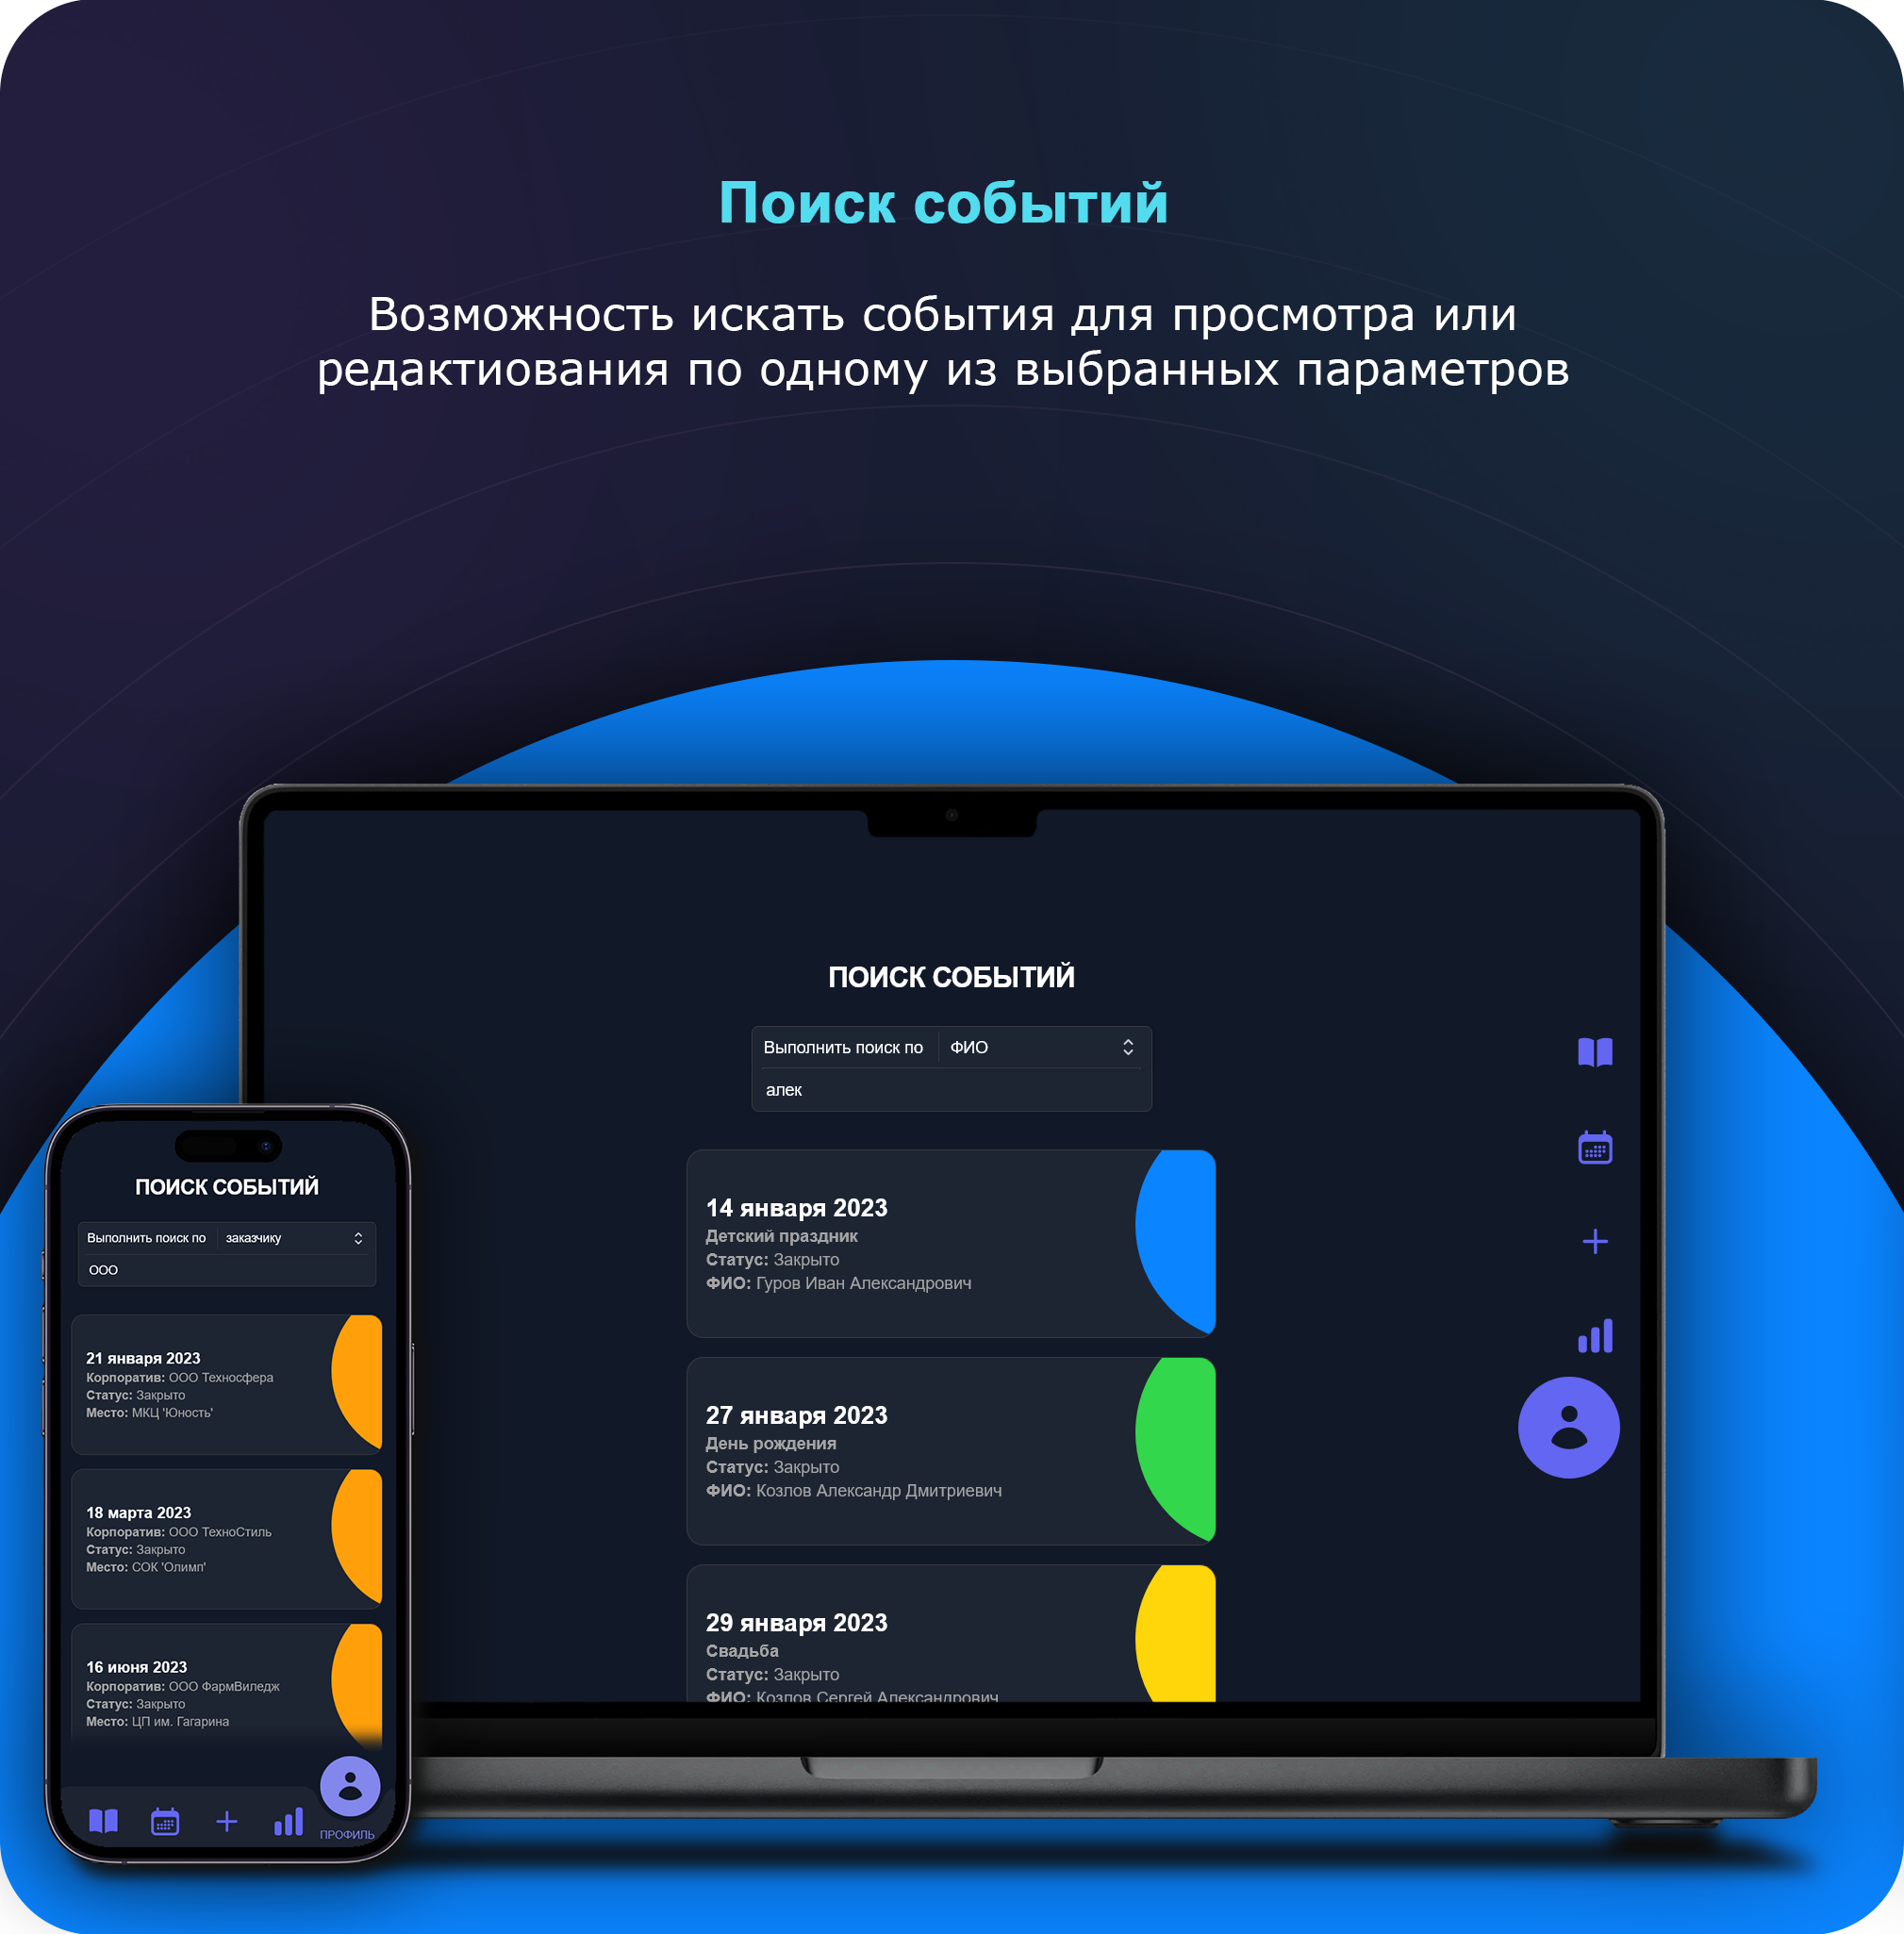 Поиск событий
Возможность искать события для просмотра или
редактиования по одному из выбранных параметров
ПОИСК СОБЫТИЙ
Выполнить поиск по ФИО
алек
14 января 2023
Детский праздник
Статус: Закрыто
ФИО: Гуров Иван Александрович
27 января 2023
День рождения
Статус: Закрыто
ФИО: Козлов Александр Дмитриевич
29 января 2023
Свадьба
Статус: Закрыто
ФИО: Козлов Сергей Александрович
ПОИСК СОБЫТИЙ
Выполнить поиск по заказчику
ООО
21 января 2023
Корпоратив: ООО Техносфера
Статус: Закрыто
Место: МКЦ 'Юность'
18 марта 2023
Корпоратив: ООО ТехноСтиль
Статус: Закрыто
Место: СОК 'Олимп'
16 июня 2023
Корпоратив: ООО ФармВиледж
Статус: Закрыто
Место: ЦП им. Гагарина
ПРОФИЛЬ